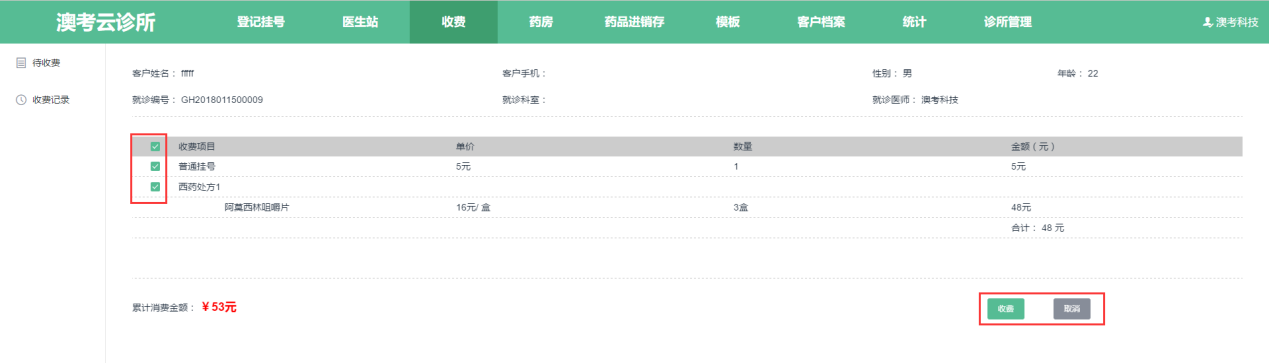 澳考云诊所 登记挂号 医生站 收费 药房 药品进销存 模板 客户档案 统计 诊所管理 澳考科技
待收费
收费记录
客户姓名： ffffff 客户手机： 性别： 男 年龄： 22
就诊编号： GH2018011500009 就诊科室： 就诊医师： 澳考科技
收费项目 单价 数量 金额（元）
普通挂号 5元 1 5元
西药处方1
阿莫西林咀嚼片 16元/ 盒 3盒 48元
合计： 48 元
累计消费金额： ¥53元 收费 取消